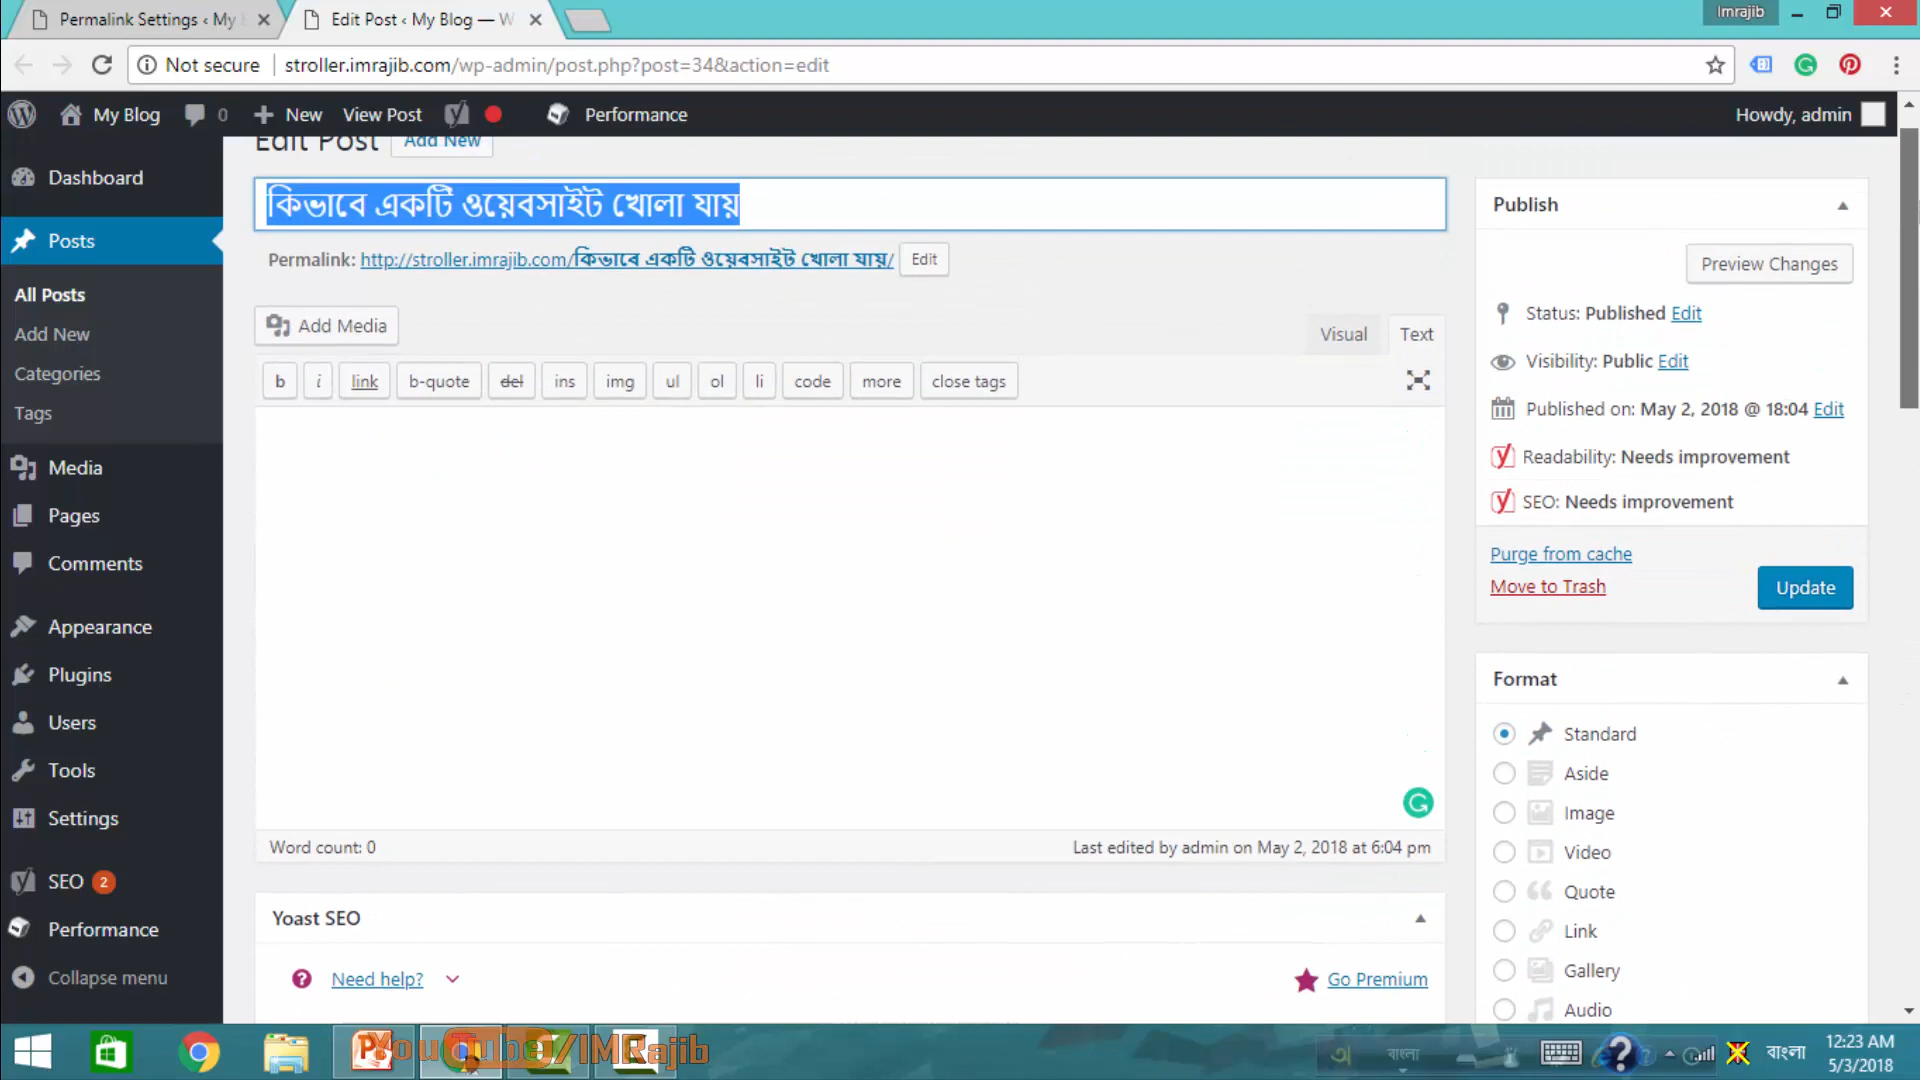 Permalink Settings ‹ My
Edit Post ‹ My Blog — W
Imrajib
Not secure
stroller.imrajib.com/wp-admin/post.php?post=34&action=edit
My Blog
0
New
View Post
Performance
Howdy, admin
Edit Post
Add New
Dashboard
Posts
All Posts
Add New
Categories
Tags
Media
Pages
Comments
Appearance
Plugins
Users
Tools
Settings
SEO 2
Performance
Collapse menu
কিভাবে একটি ওয়েবসাইট খোলা যায়
Permalink: http://stroller.imrajib.com/কিভাবে একটি ওয়েবসাইট খোলা যায়/ Edit
Add Media
Visual
Text
b
i
link
b-quote
del
ins
img
ul
ol
li
code
more
close tags
Word count: 0
Last edited by admin on May 2, 2018 at 6:04 pm
Yoast SEO
Need help?
Go Premium
Publish
Preview Changes
Status: Published Edit
Visibility: Public Edit
Published on: May 2, 2018 @ 18:04 Edit
Readability: Needs improvement
SEO: Needs improvement
Purge from cache
Move to Trash
Update
Format
Standard
Aside
Image
Video
Quote
Link
Gallery
Audio
YouTube/IMRajib
বাংলা
বাংলা
12:23 AM
5/3/2018